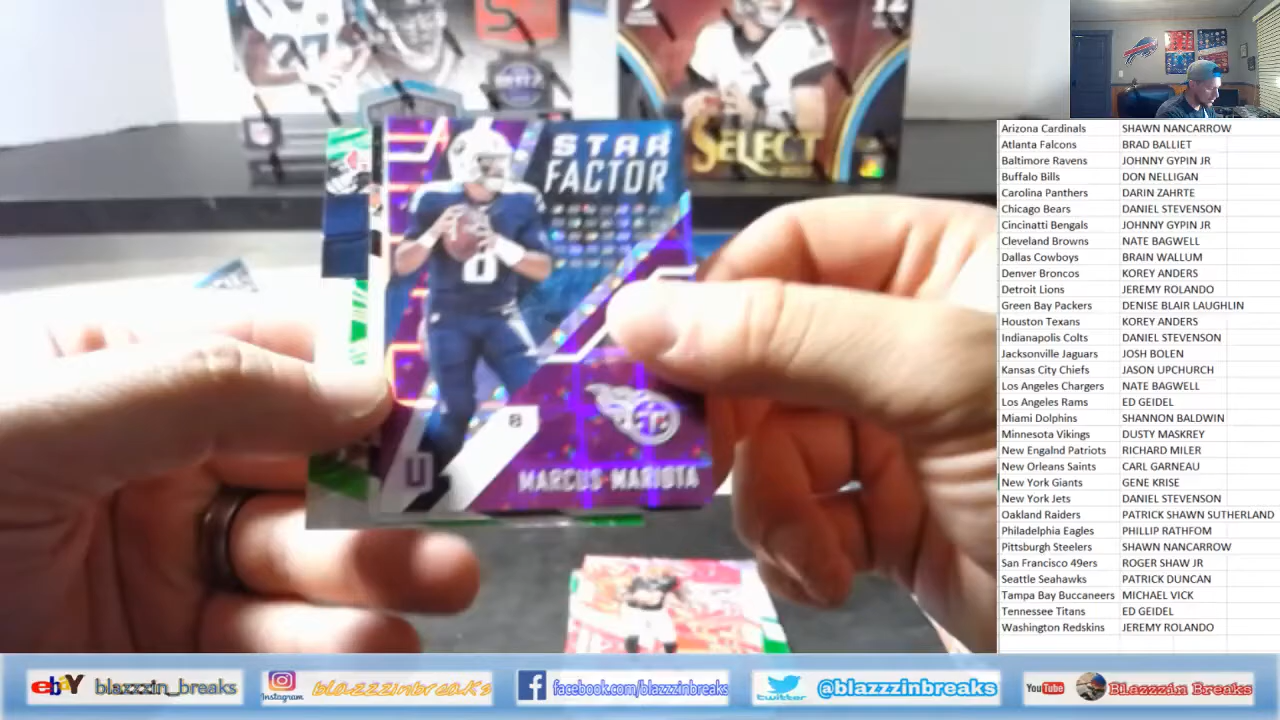 SELECT
STAR
FACTOR
8
8
U
MARCUS MARIOTA
Arizona Cardinals SHAWN NANCARROW
Atlanta Falcons BRAD BALLIET
Baltimore Ravens JOHNNY GYPIN JR
Buffalo Bills DON NELLIGAN
Carolina Panthers DARIN ZAHRTE
Chicago Bears DANIEL STEVENSON
Cincinatti Bengals JOHNNY GYPIN JR
Cleveland Browns NATE BAGWELL
Dallas Cowboys BRAIN WALLUM
Denver Broncos KOREY ANDERS
Detroit Lions JEREMY ROLANDO
Green Bay Packers DENISE BLAIR LAUGHLIN
Houston Texans KOREY ANDERS
Indianapolis Colts DANIEL STEVENSON
Jacksonville Jaguars JOSH BOLEN
Kansas City Chiefs JASON UPCHURCH
Los Angeles Chargers NATE BAGWELL
Los Angeles Rams ED GEIDEL
Miami Dolphins SHANNON BALDWIN
Minnesota Vikings DUSTY MASKREY
New Engalnd Patriots RICHARD MILER
New Orleans Saints CARL GARNEAU
New York Giants GENE KRISE
New York Jets DANIEL STEVENSON
Oakland Raiders PATRICK SHAWN SUTHERLAND
Philadelphia Eagles PHILLIP RATHFOM
Pittsburgh Steelers SHAWN NANCARROW
San Francisco 49ers ROGER SHAW JR
Seattle Seahawks PATRICK DUNCAN
Tampa Bay Buccaneers MICHAEL VICK
Tennessee Titans ED GEIDEL
Washington Redskins JEREMY ROLANDO
ebay blazzzin_breaks
Instagram blazzzinbreaks
facebook.com/blazzzinbreaks
twitter @blazzzinbreaks
YouTube Blazzzin Breaks